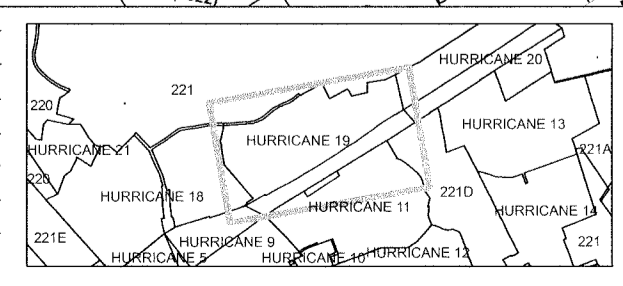 HURRICANE 20
221
220
HURRICANE 13
HURRICANE 21
HURRICANE 19
221A
220
HURRICANE 18
221D
HURRICANE 11
HURRICANE 14
221E
HURRICANE 9
221
HURRICANE 5
HURRICANE 10
HURRICANE 12